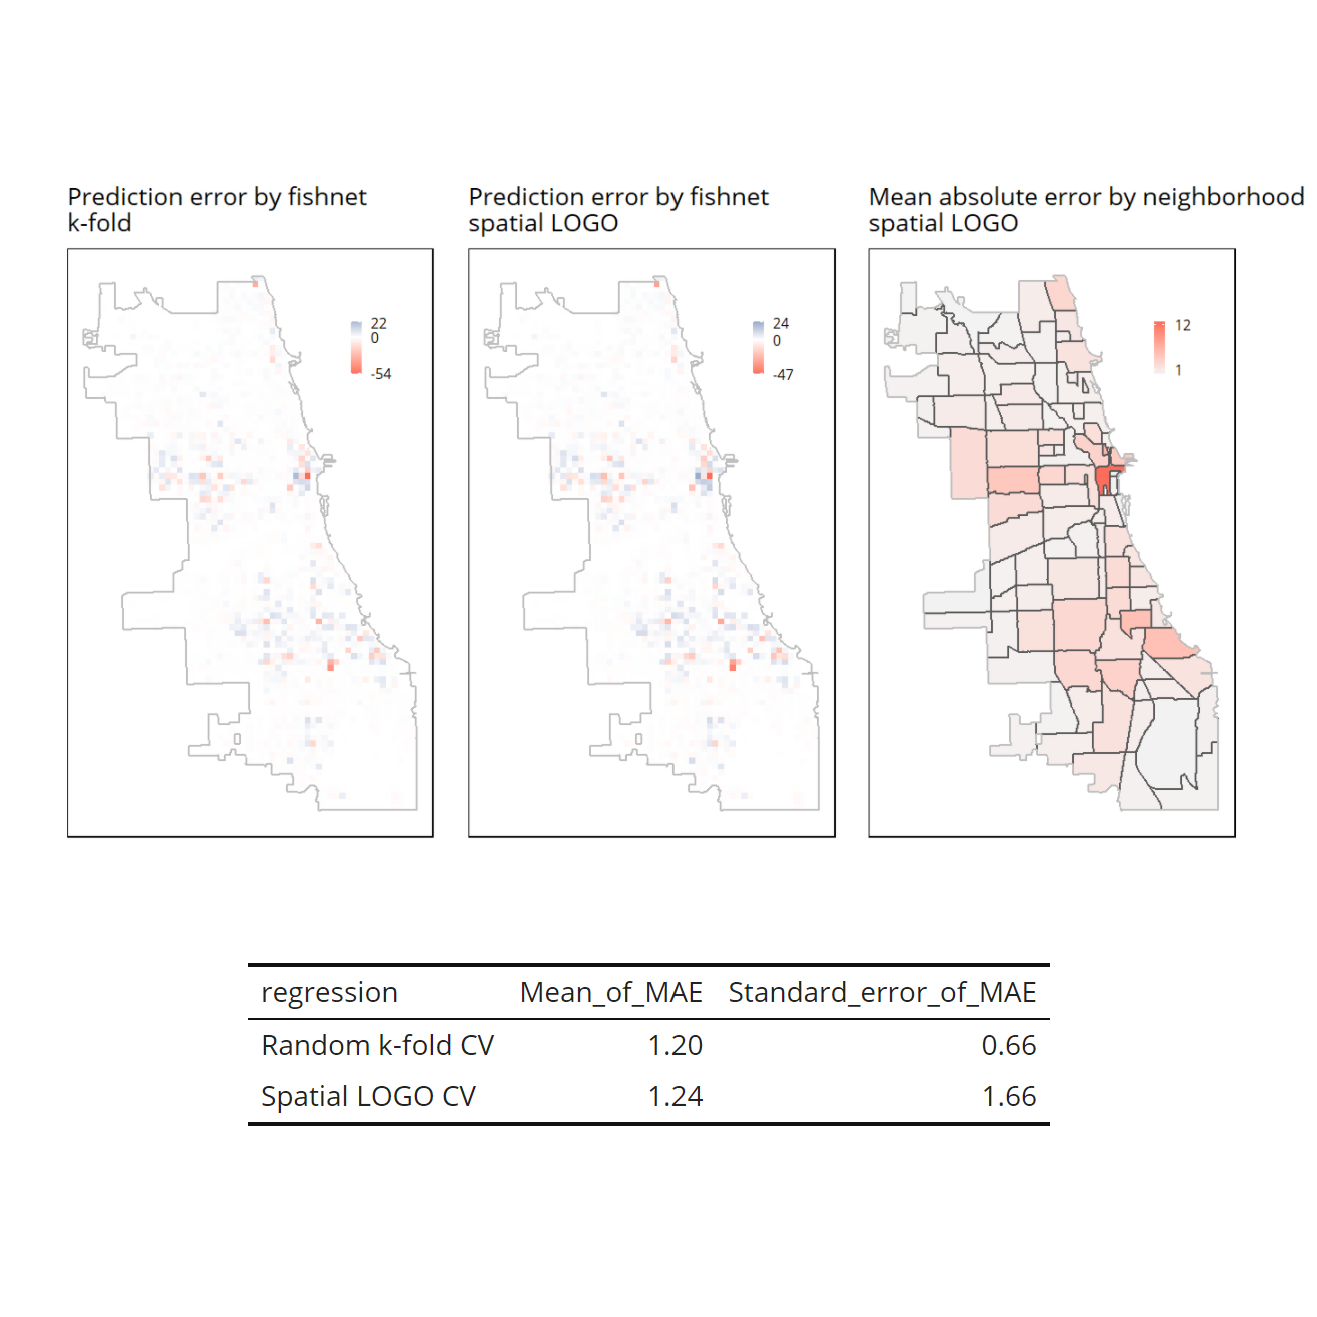 Prediction error by fishnet
k-fold
22
0
-54
Prediction error by fishnet
spatial LOGO
24
0
-47
Mean absolute error by neighborhood
spatial LOGO
12
1
regression Mean_of_MAE Standard_error_of_MAE
Random k-fold CV 1.20 0.66
Spatial LOGO CV 1.24 1.66